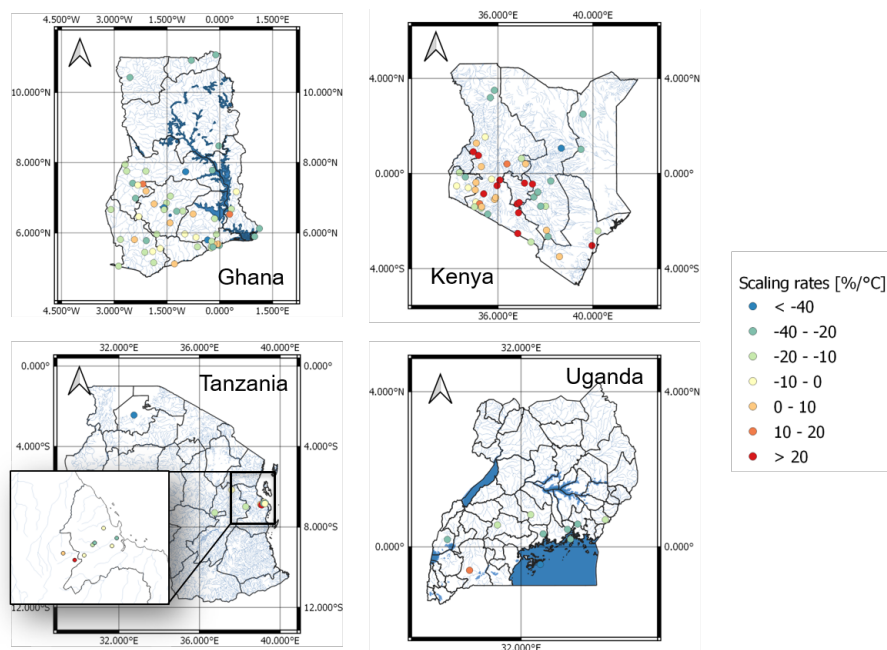 4.500°W 3.000°W 1.500°W 0.000° 1.500°E
10.000°N 10.000°N
8.000°N 8.000°N
6.000°N 6.000°N
Ghana
4.500°W 3.000°W 1.500°W 0.000° 1.500°E
36.000°E 40.000°E
4.000°N 4.000°N
0.000° 0.000°
4.000°S 4.000°S
Kenya
36.000°E 40.000°E
Scaling rates [%/°C]
< -40
-40 - -20
-20 - -10
-10 - 0
0 - 10
10 - 20
> 20
32.000°E 36.000°E 40.000°E
0.000° 0.000°
Tanzania
4.000°S 4.000°S
8.000°S
12.000°S 12.000°S
32.000°E 36.000°E 40.000°E
32.000°E
Uganda
4.000°N 4.000°N
0.000° 0.000°
32.000°E